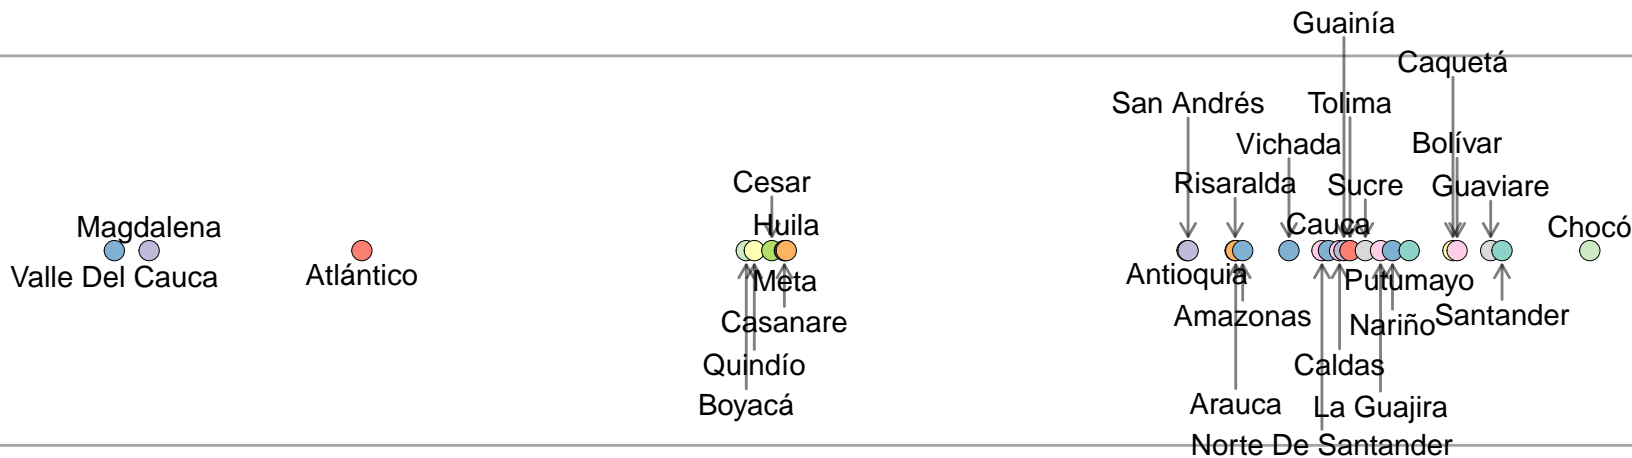 Guainía
Caquetá
San Andrés
Tolima
Vichada
Bolívar
Cesar
Risaralda
Sucre
Guaviare
Magdalena
Huila
Cauca
Chocó
Valle Del Cauca
Atlántico
Antioquia
Meta
Putumayo
Casanare
Amazonas
Nariño
Santander
Quindío
Caldas
Boyacá
Arauca
La Guajira
Norte De Santander